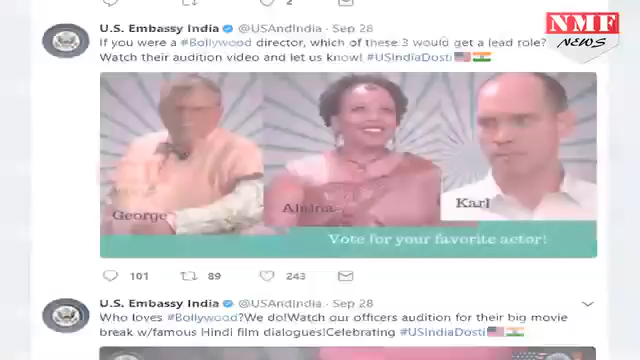 U.S. Embassy India @USAndIndia · Sep 28
If you were a #Bollywood director, which of these 3 would get a lead role?
Watch their audition video and let us know! #USIndiaDosti
NMF
NEWS
George
Karl
Vote for your favorite actor!
101 89 243
U.S. Embassy India @USAndIndia · Sep 28
Who loves #Bollywood?We do!Watch our officers audition for their big movie
break w/famous Hindi film dialogues!Celebrating #USIndiaDosti